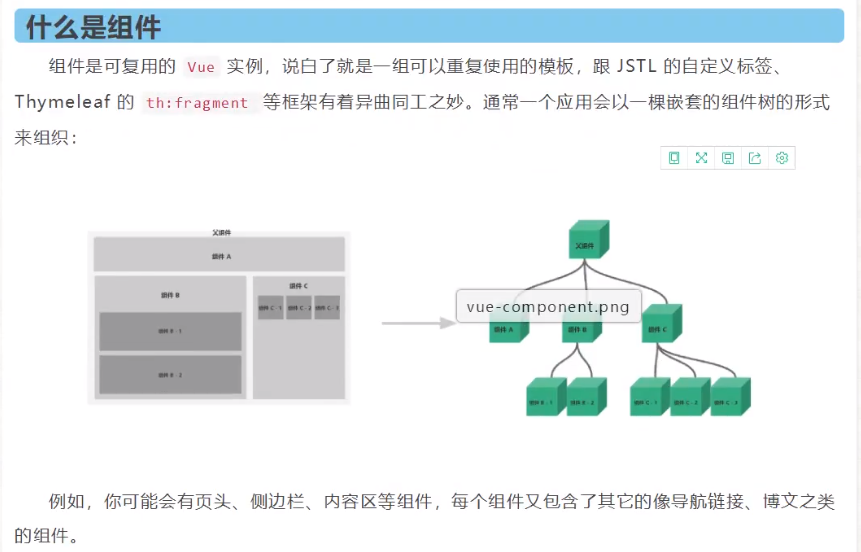 什么是组件
组件是可复用的 Vue 实例，说白了就是一组可以重复使用的模板，跟 JSTL 的自定义标签、
Thymeleaf 的 th:fragment 等框架有着异曲同工之妙。通常一个应用会以一棵嵌套的组件树的形式
来组织：
父组件
组件 A
组件 B
组件 B - 1
组件 B - 2
组件 C
组件 C - 1 组件 C - 2 组件 C - 3
父组件
vue-component.png
组件 A 组件 B 组件 C
组件 B - 1 组件 B - 2 组件 C - 1 组件 C - 2 组件 C - 3
例如，你可能会有页头、侧边栏、内容区等组件，每个组件又包含了其它的像导航链接、博文之类
的组件。